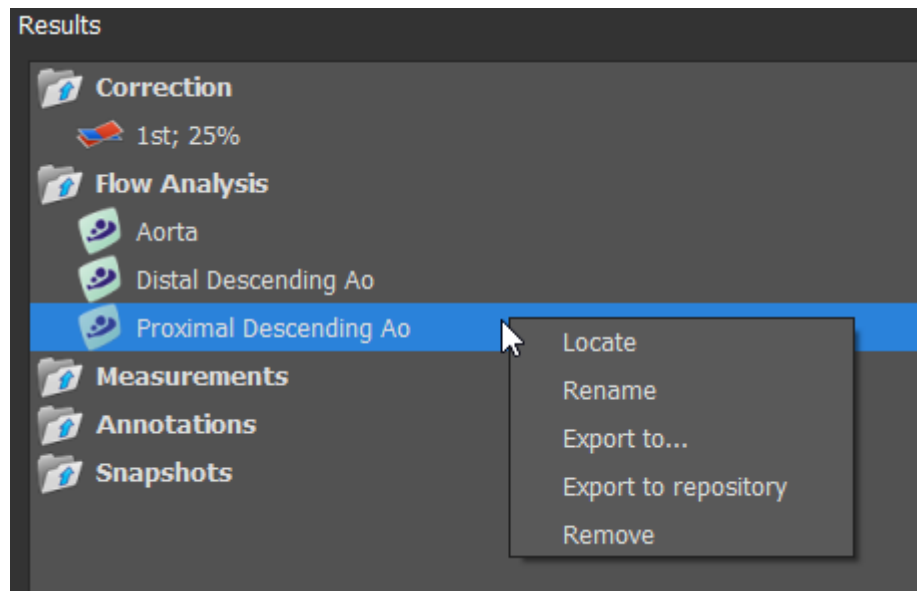 Results
Correction
1st; 25%
Flow Analysis
Aorta
Distal Descending Ao
Proximal Descending Ao
Measurements
Annotations
Snapshots
Locate
Rename
Export to...
Export to repository
Remove